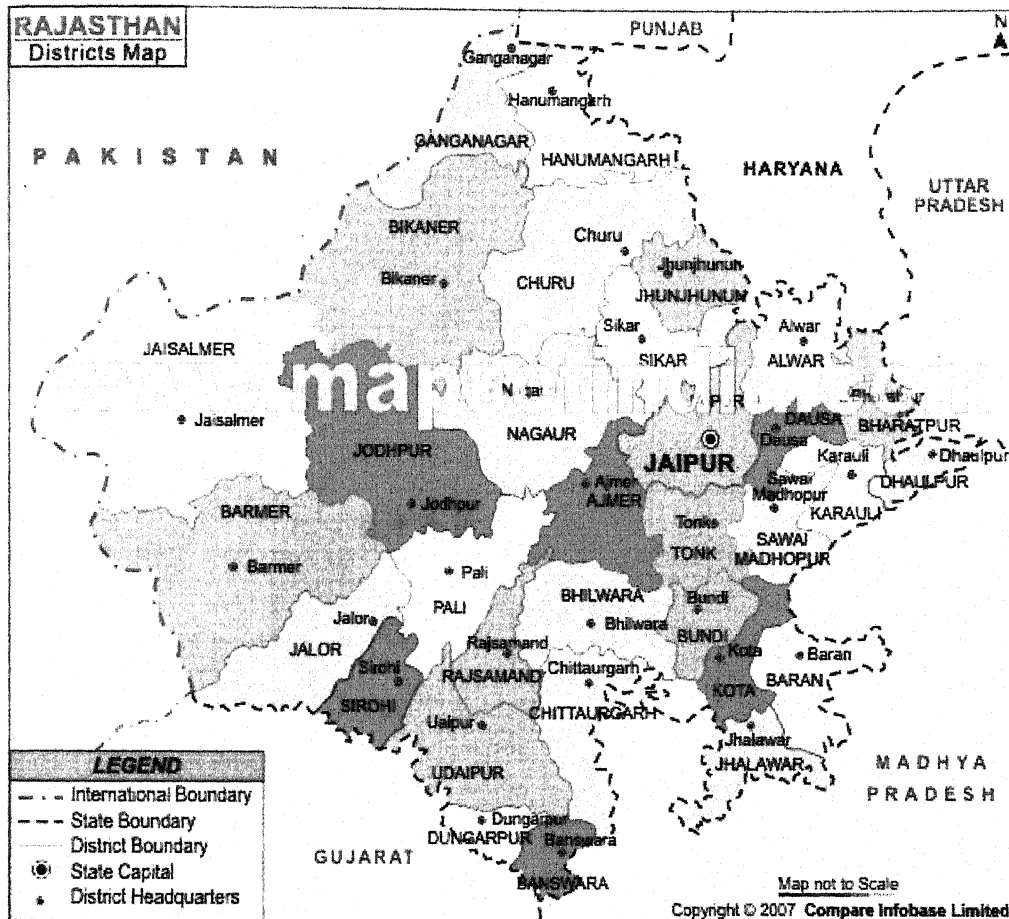 RAJASTHAN
Districts Map
PUNJAB
N
Ganganagar
Hanumangarh
GANGANAGAR
HANUMANGARH
PAKISTAN
HARYANA
UTTAR
PRADESH
BIKANER
Bikaner
Churu
CHURU
Jhunjhunun
JHUNJHUNUN
Sikar
SIKAR
Alwar
ALWAR
JAISALMER
Jaisalmer
NAGAUR
JAIPUR
DAUSA
Dausa
Bharatpur
BHARATPUR
Dhaulpur
DHAULPUR
Karauli
KARAULI
Sawai
Madhopur
SAWAI
MADHOPUR
JODHPUR
Jodhpur
Ajmer
AJMER
Tonks
TONK
BARMER
Barmer
Pali
PALI
BHILWARA
Bhilwara
Bundi
BUNDI
Kota
KOTA
Baran
BARAN
Jalor
JALOR
Sirohi
SIROHI
Rajsamand
RAJSAMAND
Chittaurgarh
CHITTAURGARH
Jhalawar
JHALAWAR
Uaipur
UDAIPUR
Dungarpur
DUNGARPUR
Banswara
BANSWARA
MADHYA
PRADESH
GUJARAT
LEGEND
International Boundary
State Boundary
District Boundary
State Capital
District Headquarters
Map not to Scale
Copyright © 2007 Compare Infobase Limited